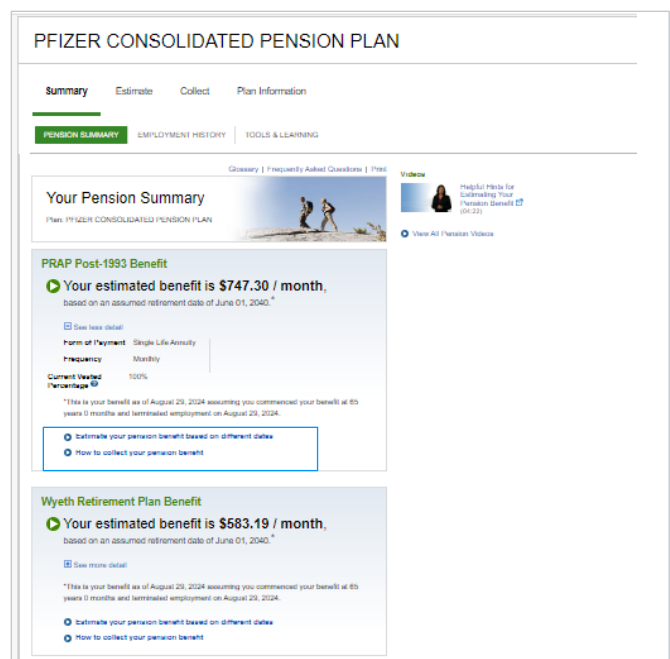 PFIZER CONSOLIDATED PENSION PLAN
Summary Estimate Collect Plan Information
PENSION SUMMARY EMPLOYMENT HISTORY TOOLS & LEARNING
Glossary | Frequently Asked Questions | Print
Your Pension Summary
Plan: PFIZER CONSOLIDATED PENSION PLAN
Videos
Helpful Hints for
Estimating Your
Pension Benefit
(04:22)
View All Pension Videos
PRAP Post-1993 Benefit
Your estimated benefit is $747.30 / month,
based on an assumed retirement date of June 01, 2040.*
See less detail
Form of Payment Single Life Annuity
Frequency Monthly
Current Vested
Percentage
100%
*This is your benefit as of August 29, 2024 assuming you commenced your benefit at 65
years 0 months and terminated employment on August 29, 2024.
Estimate your pension benefit based on different dates
How to collect your pension benefit
Wyeth Retirement Plan Benefit
Your estimated benefit is $583.19 / month,
based on an assumed retirement date of June 01, 2040.*
See more detail
*This is your benefit as of August 29, 2024 assuming you commenced your benefit at 65
years 0 months and terminated employment on August 29, 2024.
Estimate your pension benefit based on different dates
How to collect your pension benefit